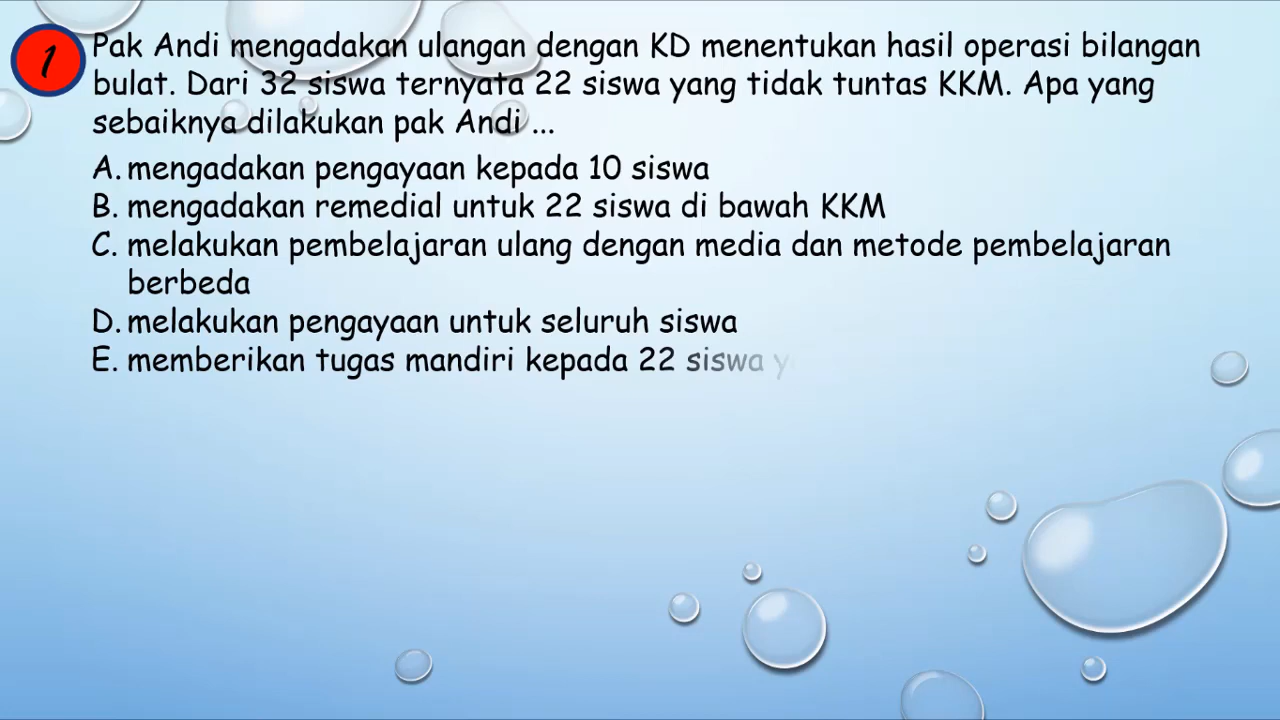 1
Pak Andi mengadakan ulangan dengan KD menentukan hasil operasi bilangan
bulat. Dari 32 siswa ternyata 22 siswa yang tidak tuntas KKM. Apa yang
sebaiknya dilakukan pak Andi ...
A. mengadakan pengayaan kepada 10 siswa
B. mengadakan remedial untuk 22 siswa di bawah KKM
C. melakukan pembelajaran ulang dengan media dan metode pembelajaran
berbeda
D. melakukan pengayaan untuk seluruh siswa
E. memberikan tugas mandiri kepada 22 siswa